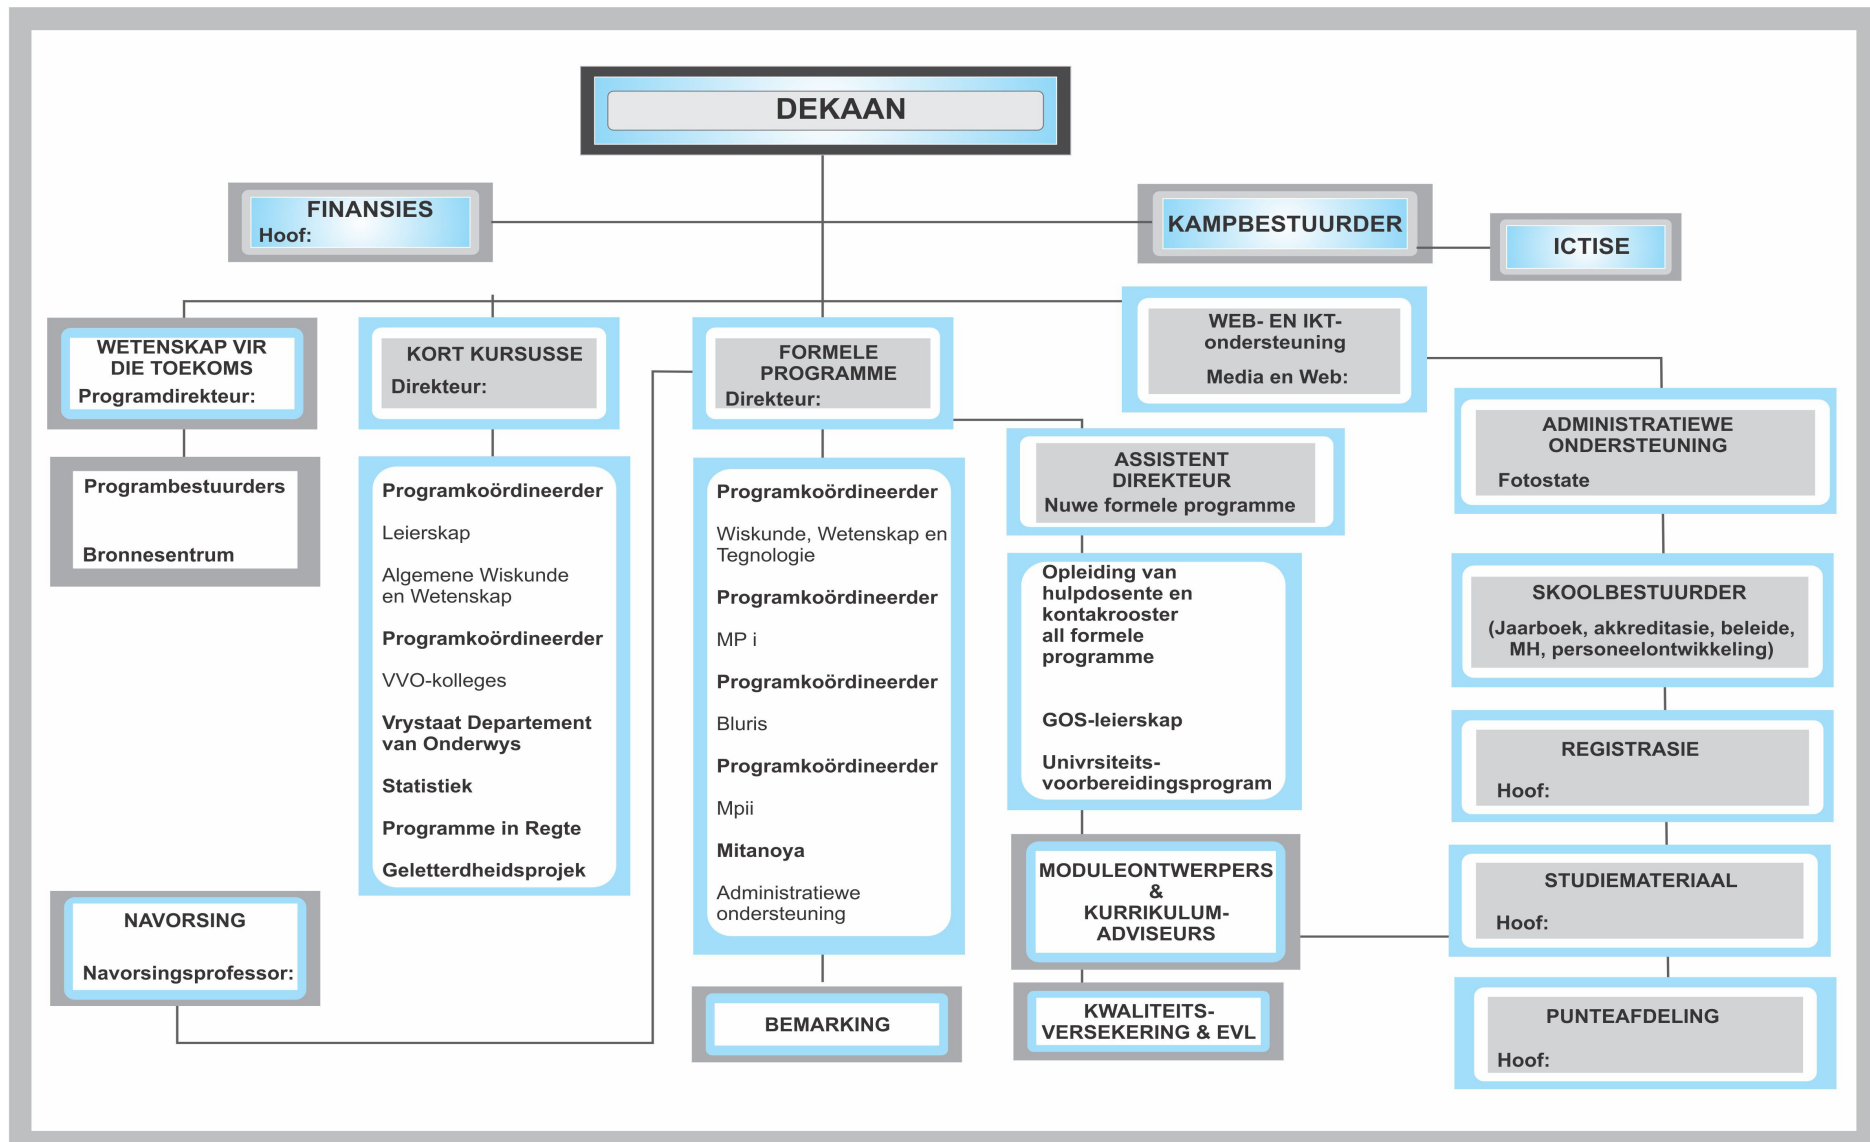 DEKAAN
FINANSIES
Hoof:
KAMPBESTUURDER
ICTISE
WETENSKAP VIR
DIE TOEKOMS
Programdirekteur:
Programbestuurders
Bronnesentrum
KORT KURSUSSE
Direkteur:
Programkoördineerder
Leierskap
Algemene Wiskunde
en Wetenskap
Programkoördineerder
VVO-kolleges
Vrystaat Departement
van Onderwys
Statistiek
Programme in Regte
Geletterdheidsprojek
NAVORSING
Navorsingsprofessor:
FORMELE
PROGRAMME
Direkteur:
Programkoördineerder
Wiskunde, Wetenskap en
Tegnologie
Programkoördineerder
MP i
Programkoördineerder
Bluris
Programkoördineerder
Mpii
Mitanoya
Administratiewe
ondersteuning
BEMARKING
WEB- EN IKT-
ondersteuning
Media en Web:
ASSISTENT
DIREKTEUR
Nuwe formele programme
Opleiding van
hulpdosente en
kontakrooster
all formele
programme
GOS-leierskap
Univrsiteits-
voorbereidingsprogram
MODULEONTWERPERS
&
KURRIKULUM-
ADVISEURS
KWALITEITS-
VERSEKERING & EVL
ADMINISTRATIEWE
ONDERSTEUNING
Fotostate
SKOOLBESTUURDER
(Jaarboek, akkreditasie, beleide,
MH, personeelontwikkeling)
REGISTRASIE
Hoof:
STUDIEMATERIAAL
Hoof:
PUNTEAFDELING
Hoof: